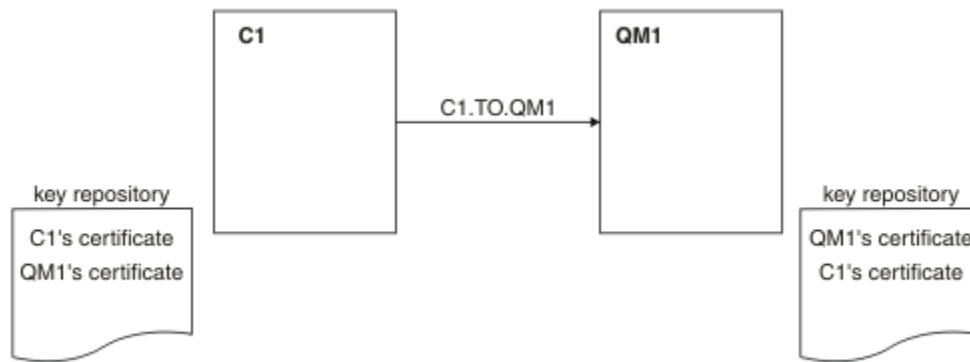 C1
QM1
C1.TO.QM1
key repository
C1's certificate
QM1's certificate
key repository
QM1's certificate
C1's certificate